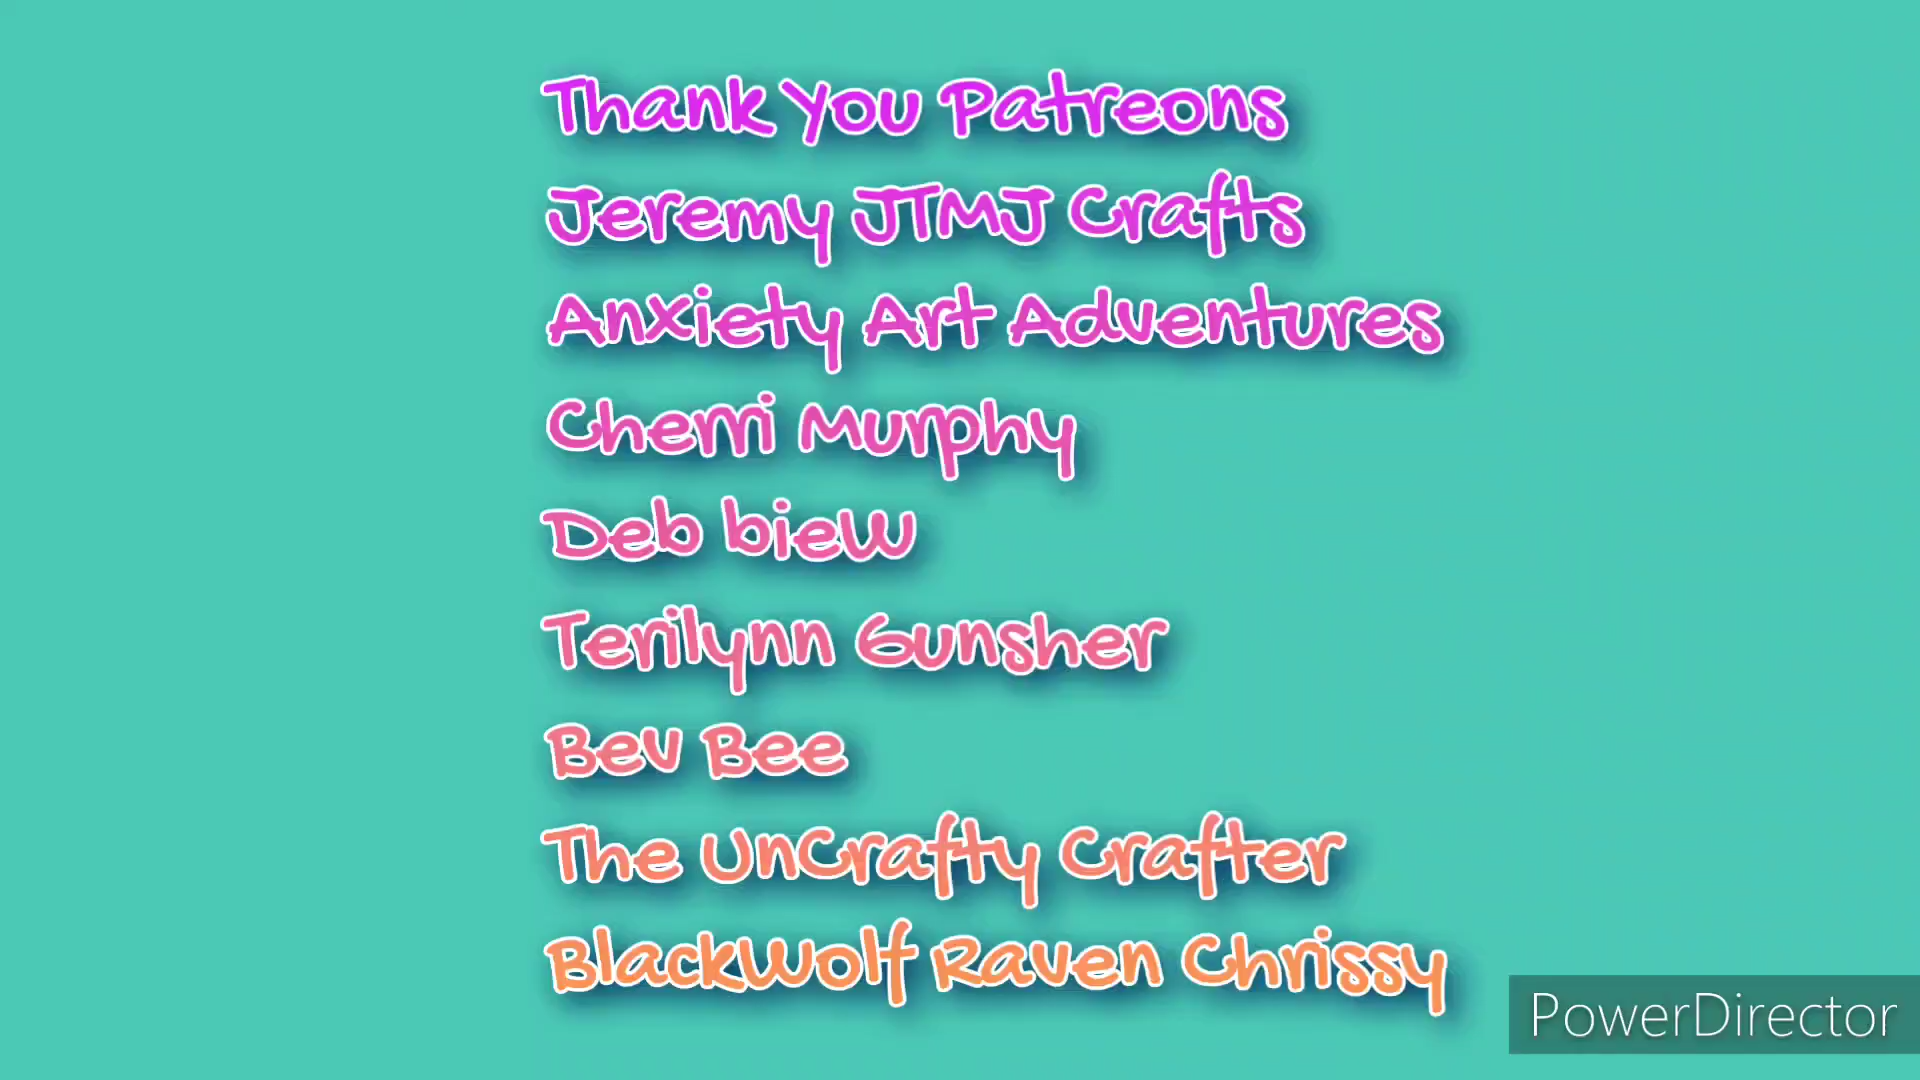 Thank You Patreons
Jeremy JTMJ Crafts
Anxiety Art Adventures
Cherri Murphy
Deb bieW
Terilynn Gunsher
Bev Bee
The UnCrafty Crafter
BlackWolf Raven Chrissy
PowerDirector